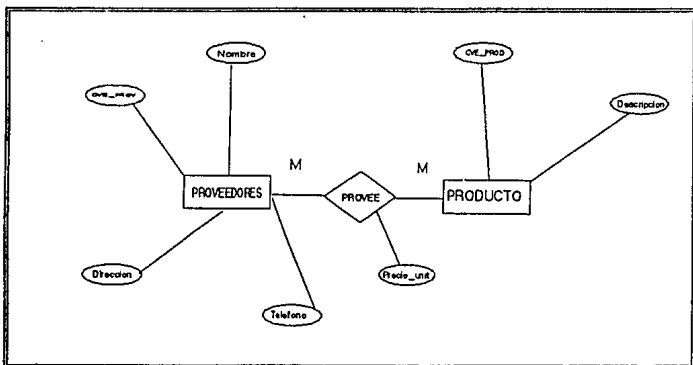 Nombre
CVE_PROD
Descripcion
M
M
PROVEEDORES
PROVEE
PRODUCTO
Direccion
Precio_unit
Telefono